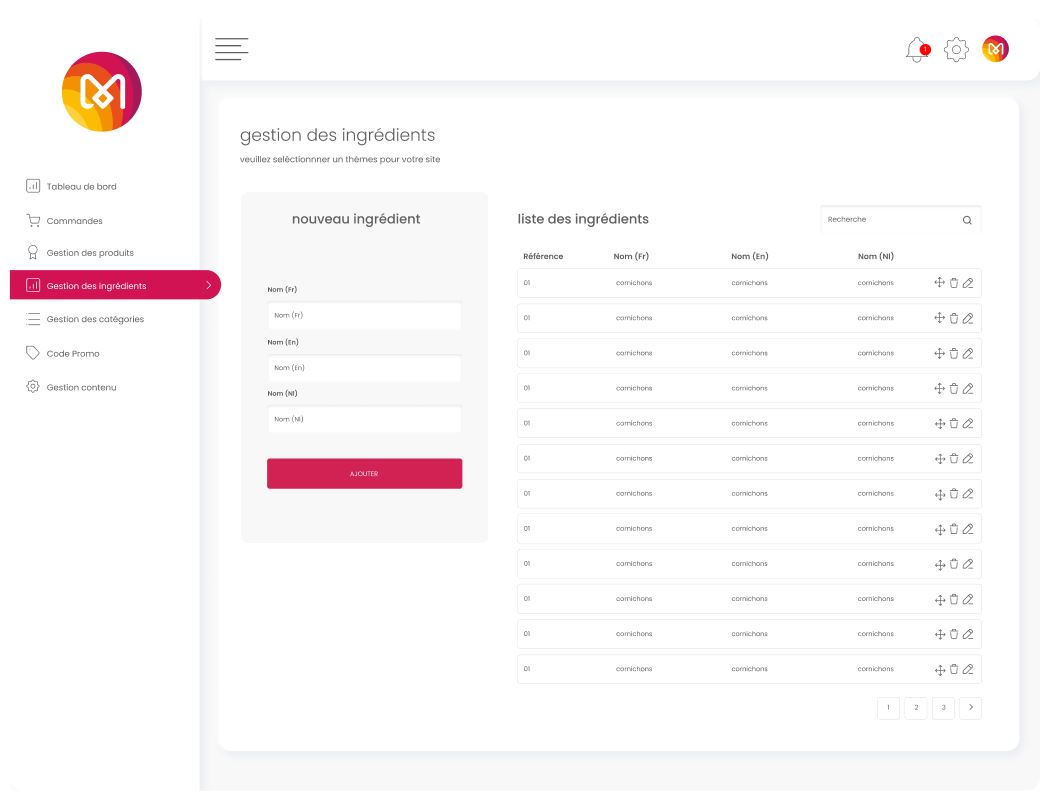 1
Tableau de bord
Commandes
Gestion des produits
Gestion des ingrédients
Gestion des catégories
Code Promo
Gestion contenu
gestion des ingrédients
veuillez seléctionnner un thèmes pour votre site
nouveau ingrédient
Nom (Fr)
Nom (Fr)
Nom (En)
Nom (En)
Nom (Nl)
Nom (Nl)
AJOUTER
liste des ingrédients
Recherche
Référence Nom (Fr) Nom (En) Nom (Nl)
01 cornichons cornichons cornichons
01 cornichons cornichons cornichons
01 cornichons cornichons cornichons
01 cornichons cornichons cornichons
01 cornichons cornichons cornichons
01 cornichons cornichons cornichons
01 cornichons cornichons cornichons
01 cornichons cornichons cornichons
01 cornichons cornichons cornichons
01 cornichons cornichons cornichons
01 cornichons cornichons cornichons
01 cornichons cornichons cornichons
1 2 3 >